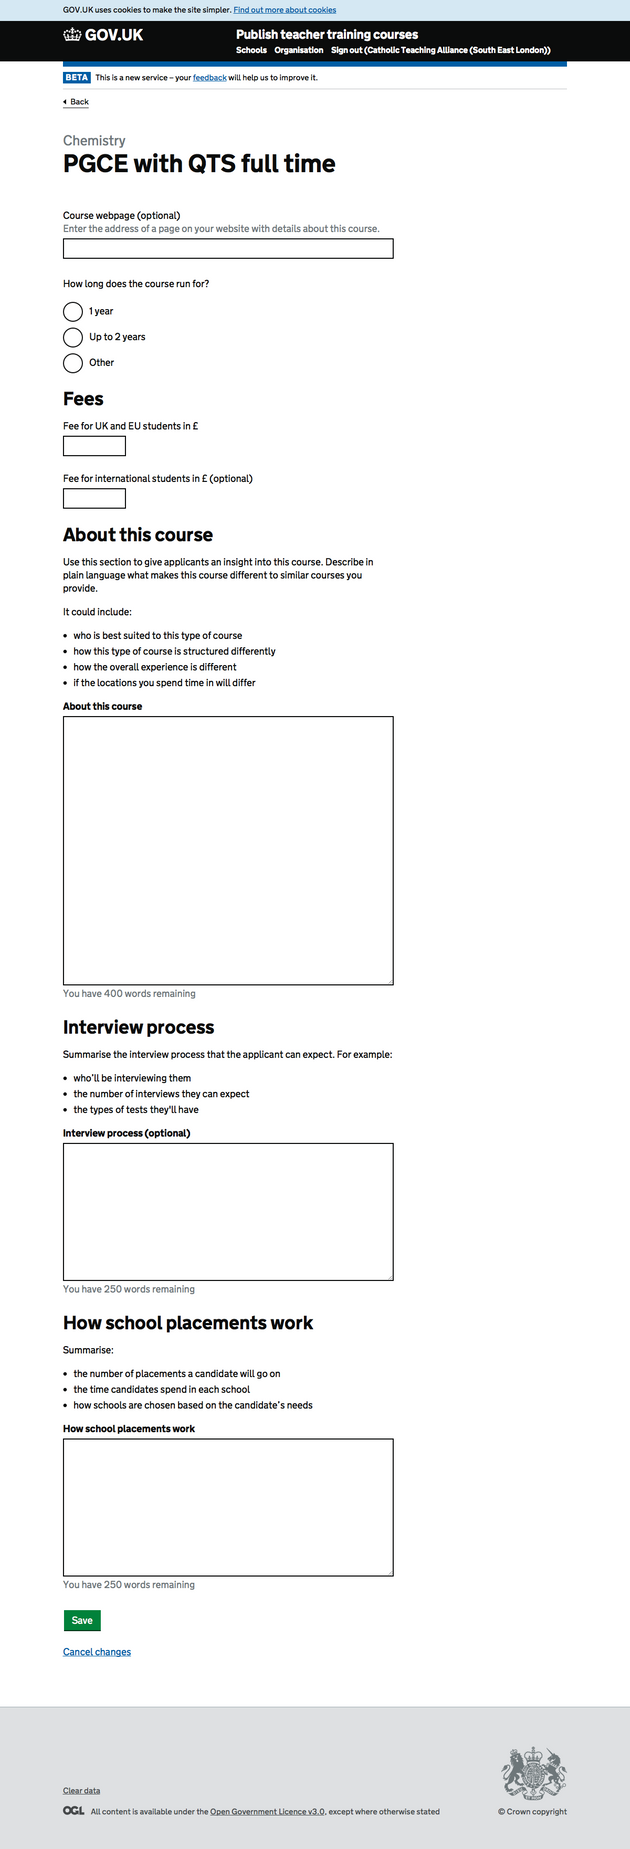 GOV.UK uses cookies to make the site simpler. Find out more about cookies
GOV.UK
Publish teacher training courses
Schools Organisation Sign out (Catholic Teaching Alliance (South East London))
BETA This is a new service – your feedback will help us to improve it.
Back
Chemistry
PGCE with QTS full time
Course webpage (optional)
Enter the address of a page on your website with details about this course.
How long does the course run for?
1 year
Up to 2 years
Other
Fees
Fee for UK and EU students in £
Fee for international students in £ (optional)
About this course
Use this section to give applicants an insight into this course. Describe in
plain language what makes this course different to similar courses you
provide.
It could include:
• who is best suited to this type of course
• how this type of course is structured differently
• how the overall experience is different
• if the locations you spend time in will differ
About this course
You have 400 words remaining
Interview process
Summarise the interview process that the applicant can expect. For example:
• who'll be interviewing them
• the number of interviews they can expect
• the types of tests they'll have
Interview process (optional)
You have 250 words remaining
How school placements work
Summarise:
• the number of placements a candidate will go on
• the time candidates spend in each school
• how schools are chosen based on the candidate's needs
How school placements work
You have 250 words remaining
Save
Cancel changes
Clear data
OGL All content is available under the Open Government Licence v3.0, except where otherwise stated
© Crown copyright